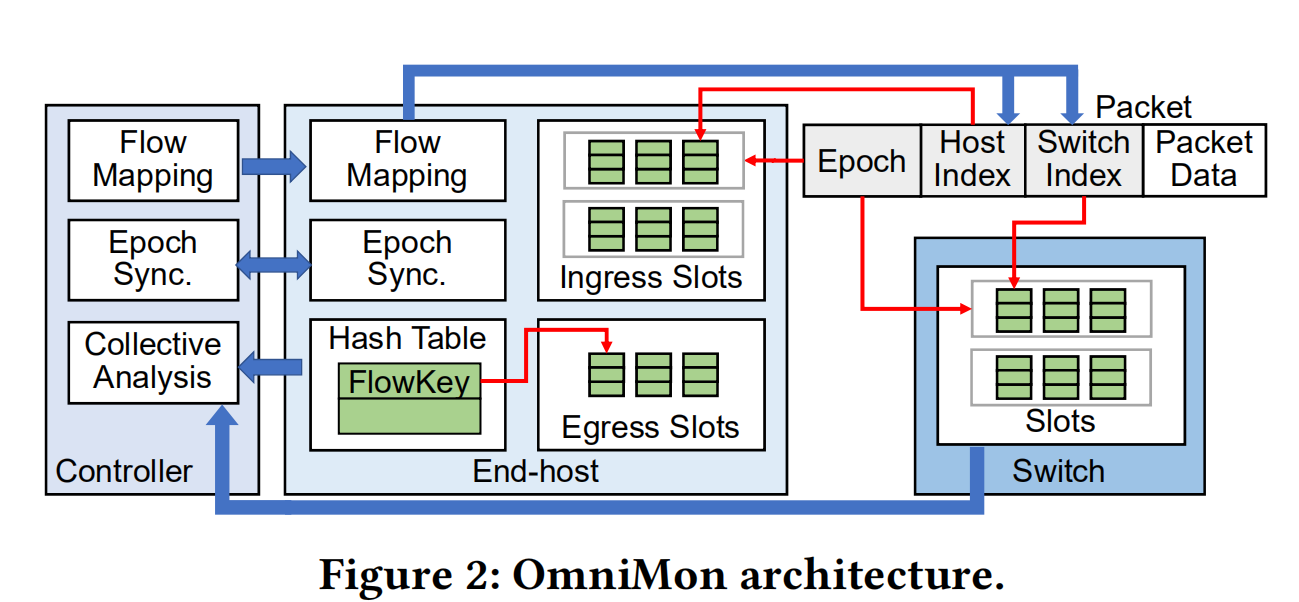 Packet
Flow
Mapping
Flow
Mapping
Epoch
Host
Index
Switch
Index
Packet
Data
Epoch
Sync.
Epoch
Sync.
Ingress Slots
Collective
Analysis
Hash Table
FlowKey
Egress Slots
Slots
Controller
End-host
Switch
Figure 2: OmniMon architecture.